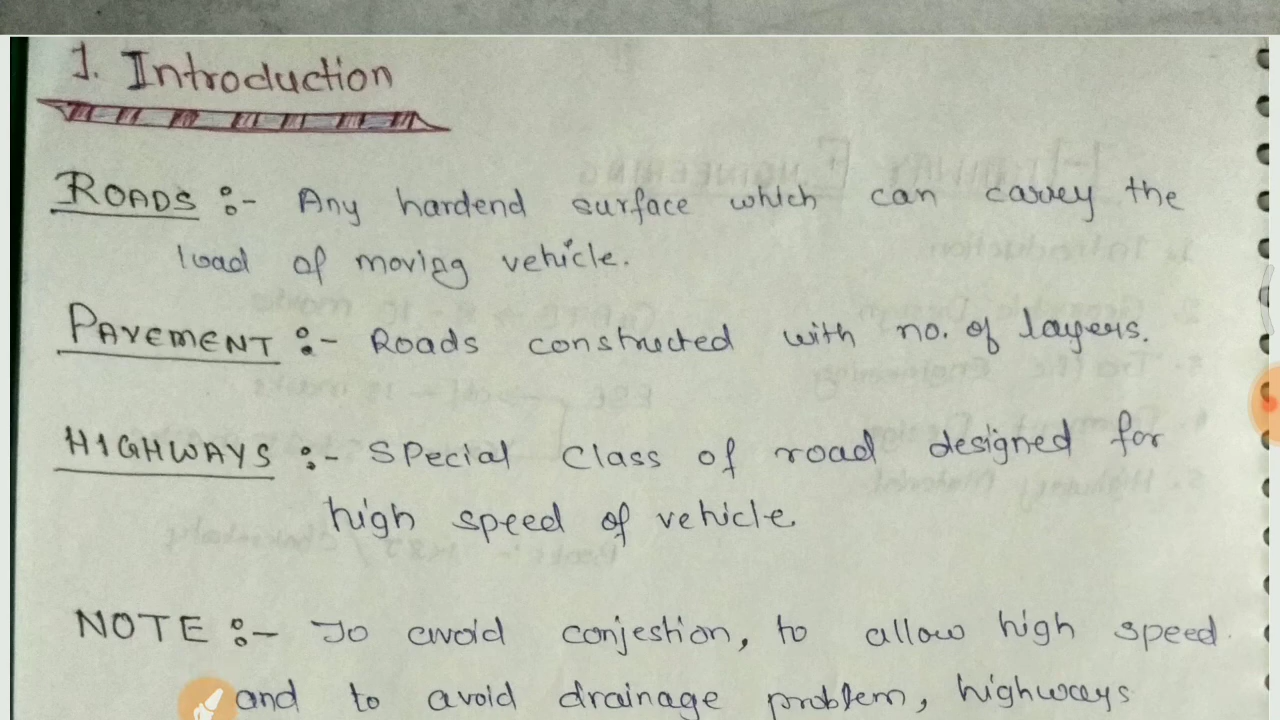 1. Introduction
ROADS :- Any hardend surface which can carrey the
load of moving vehicle.
PAVEMENT :- Roads constructed with no. of layers.
HIGHWAYS :- Special Class of road designed for
high speed of vehicle.
NOTE :- To avoid conjestion, to allow high speed
and to avoid drainage problem, highways